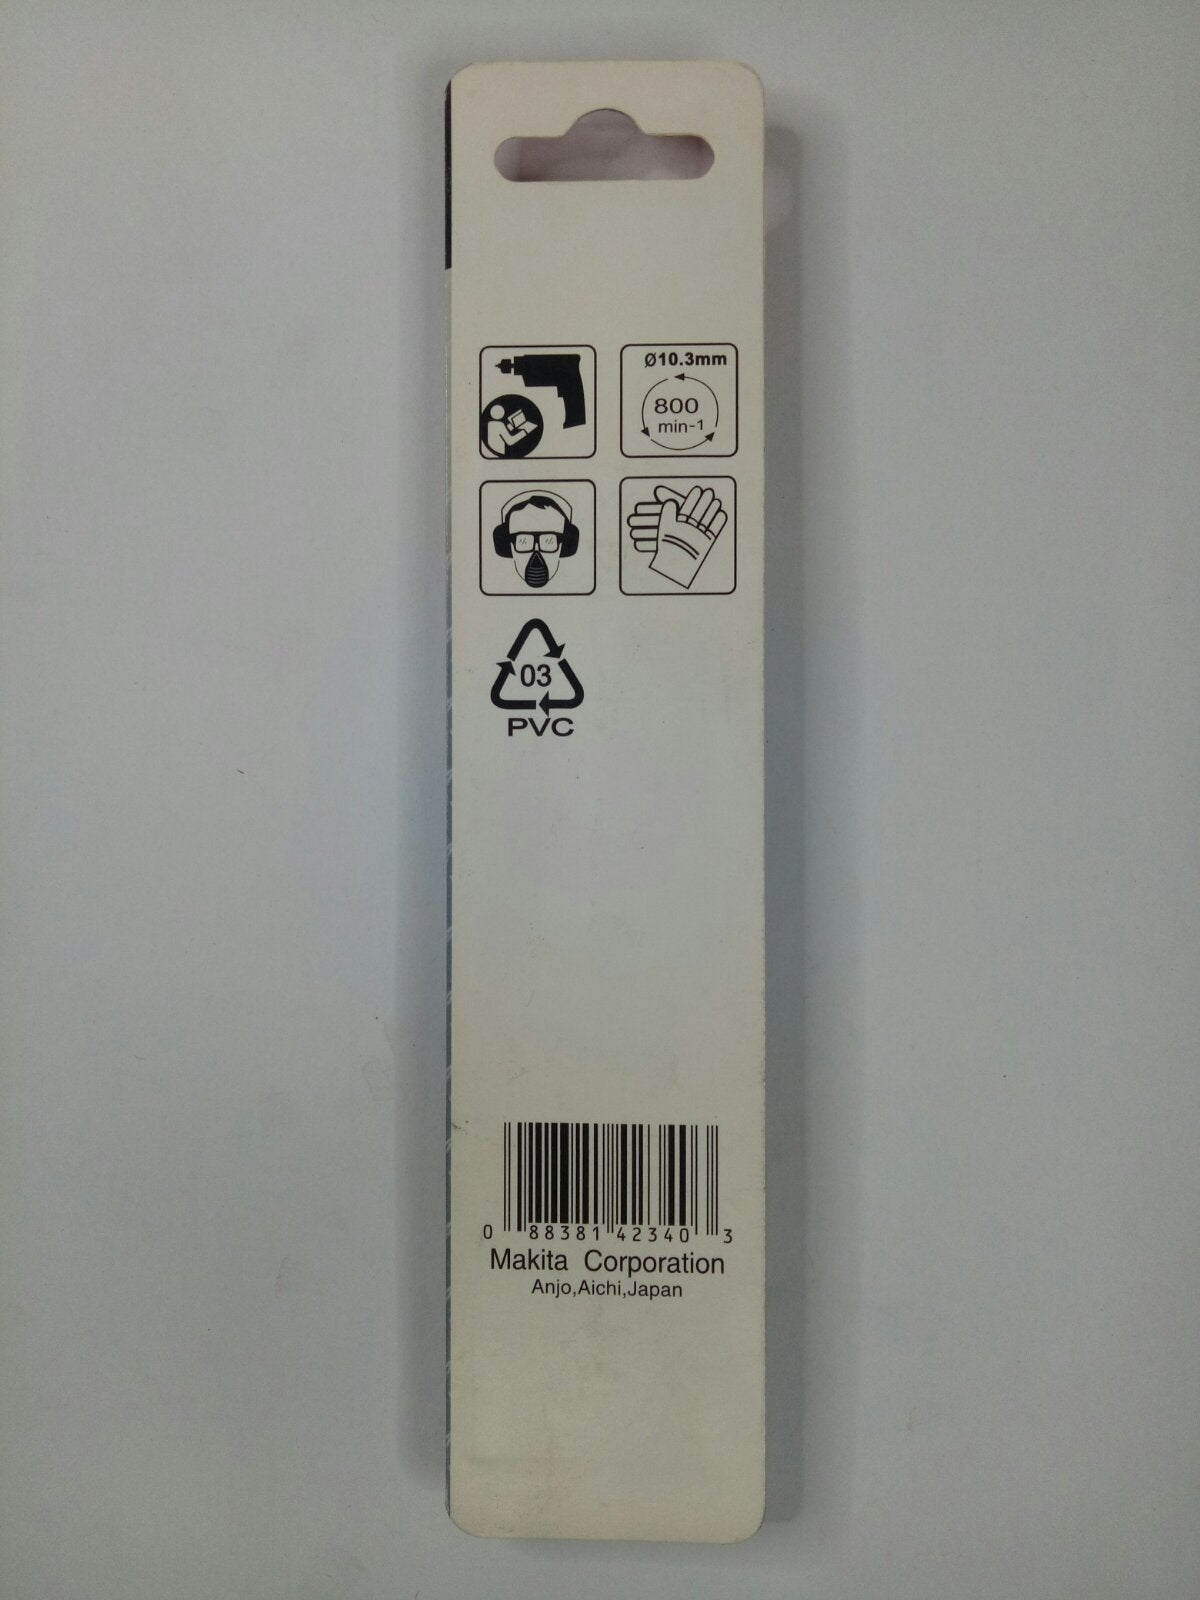 Ø10.3mm
800
min-1
03
PVC
0 88381 42340 3
Makita Corporation
Anjo,Aichi,Japan